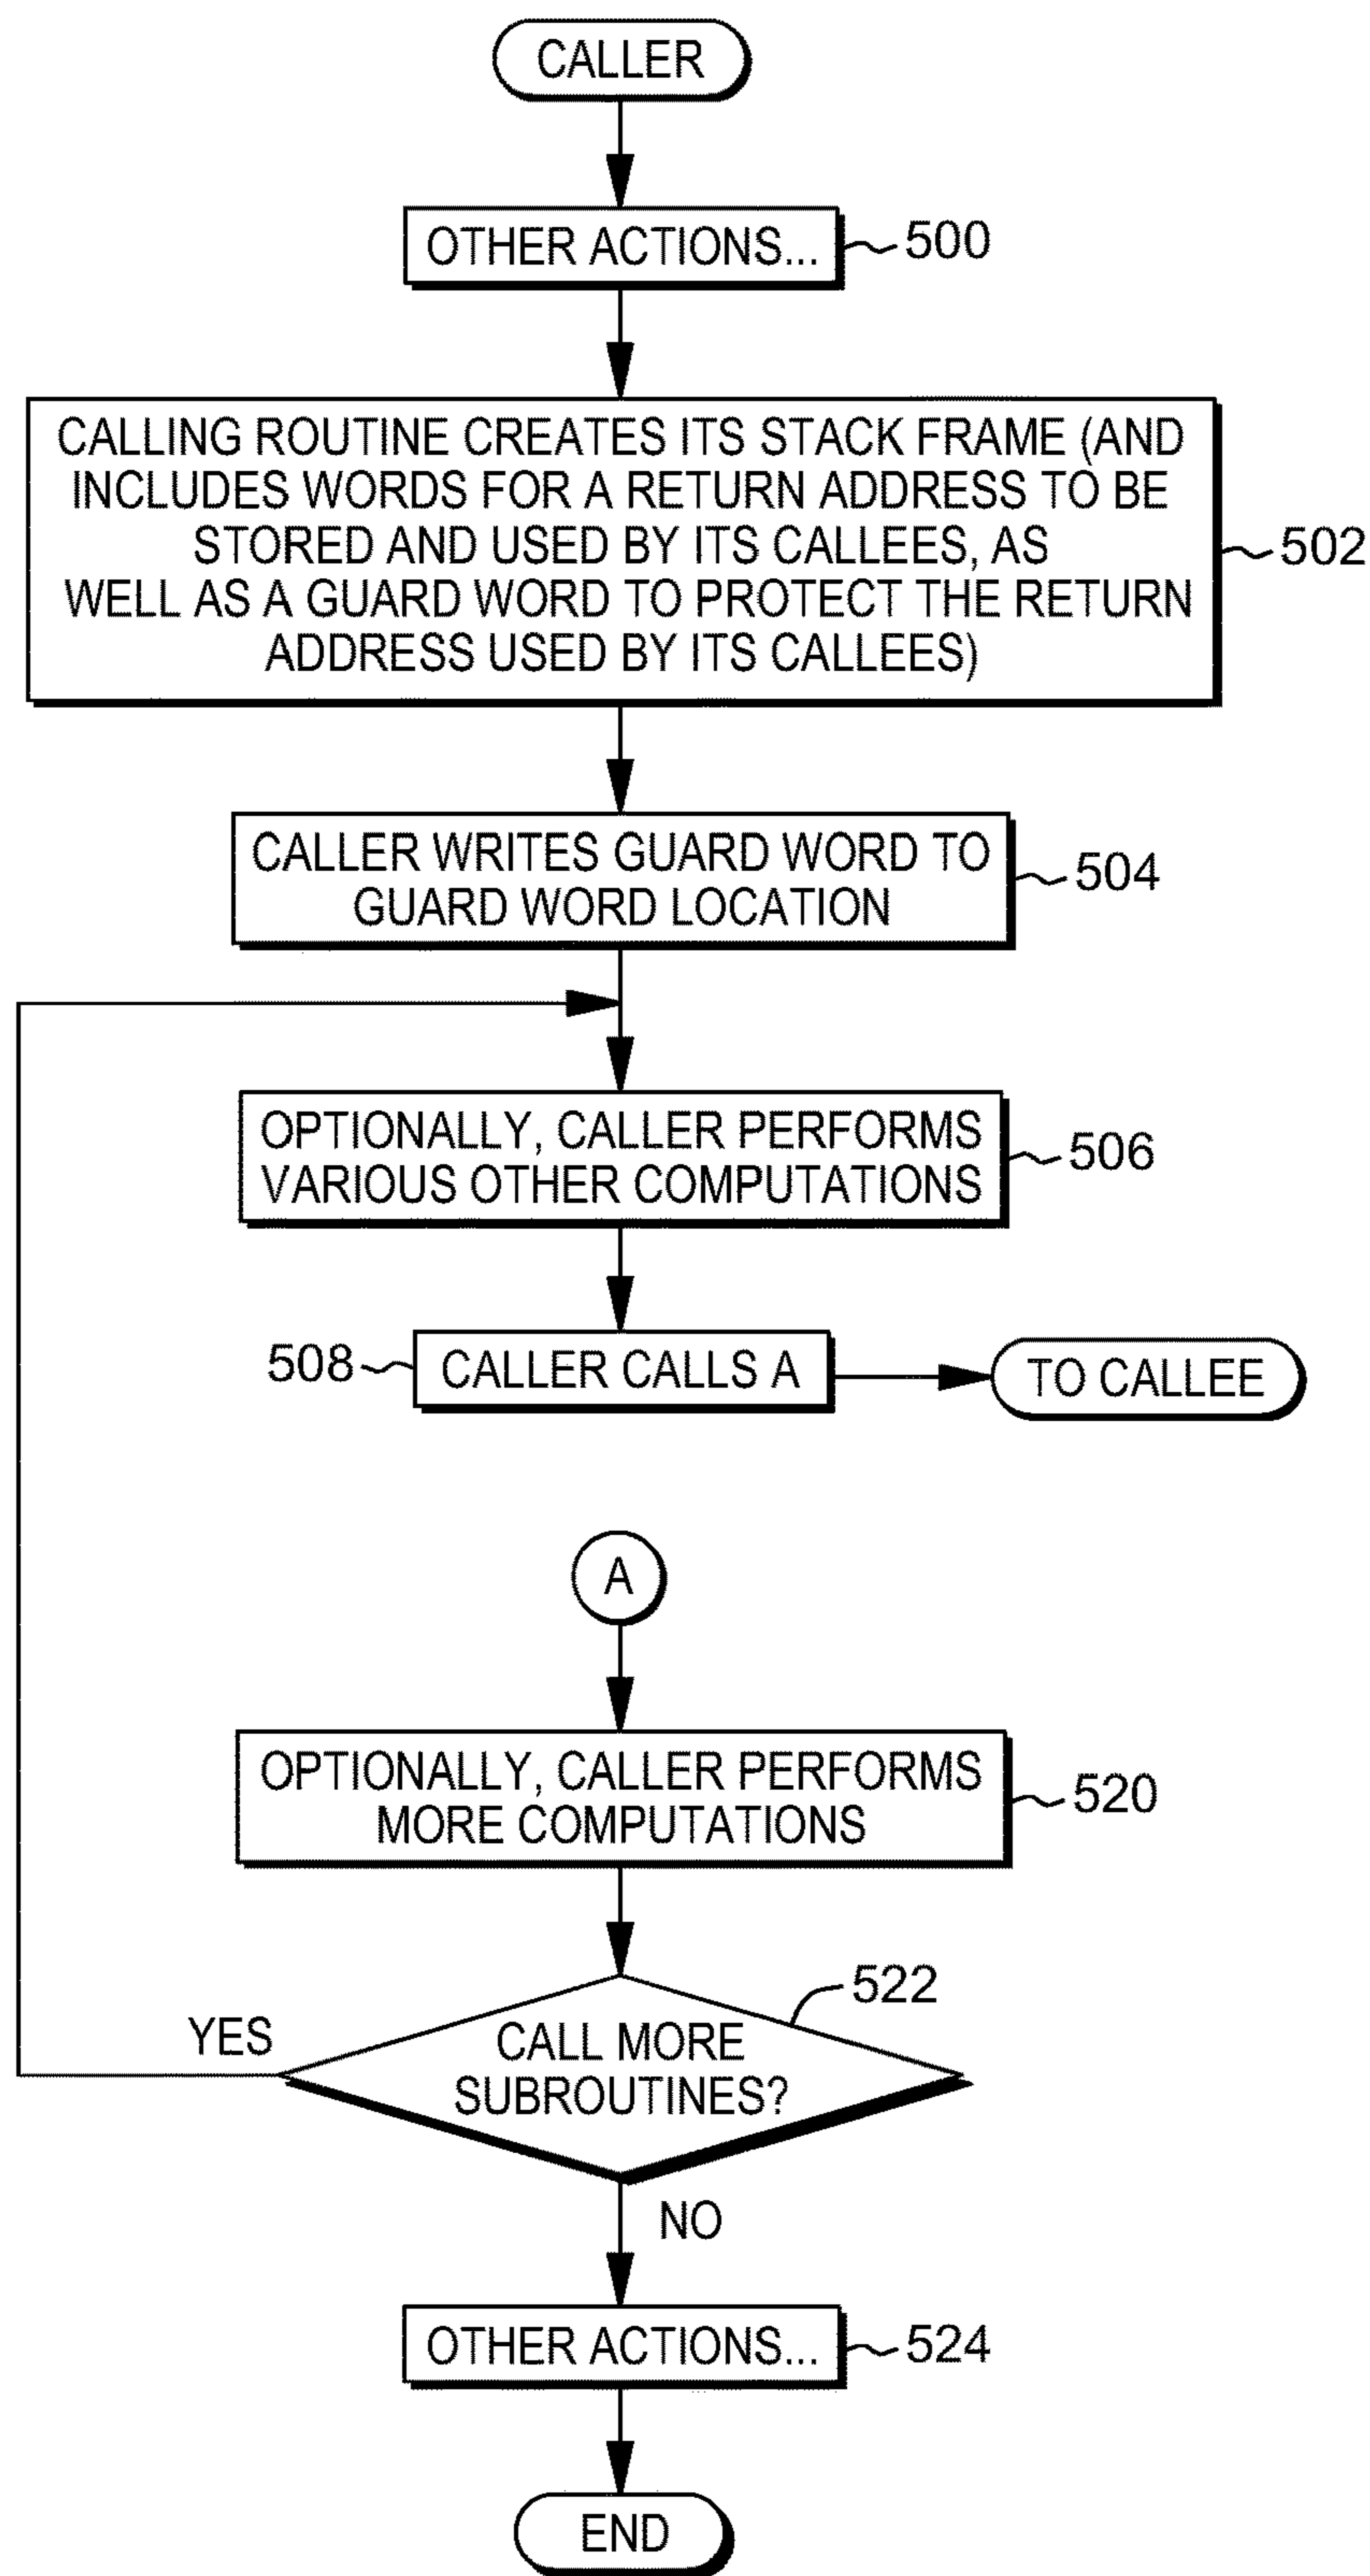 CALLER
OTHER ACTIONS...
500
CALLING ROUTINE CREATES ITS STACK FRAME (AND
INCLUDES WORDS FOR A RETURN ADDRESS TO BE
STORED AND USED BY ITS CALLEES, AS
WELL AS A GUARD WORD TO PROTECT THE RETURN
ADDRESS USED BY ITS CALLEES)
502
CALLER WRITES GUARD WORD TO
GUARD WORD LOCATION
504
OPTIONALLY, CALLER PERFORMS
VARIOUS OTHER COMPUTATIONS
506
508
CALLER CALLS A
TO CALLEE
A
OPTIONALLY, CALLER PERFORMS
MORE COMPUTATIONS
520
522
YES
CALL MORE
SUBROUTINES?
NO
OTHER ACTIONS...
524
END